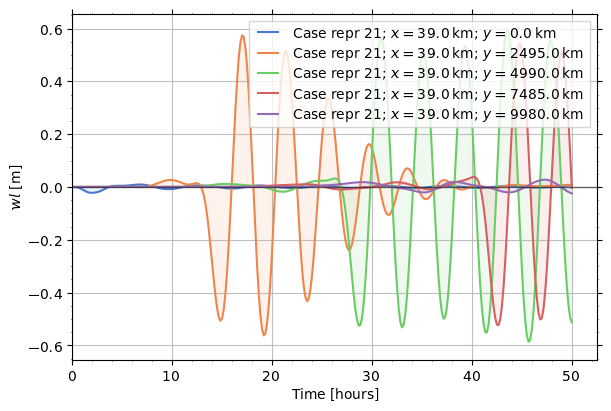 0.6
0.4
0.2
0.0
−0.2
−0.4
−0.6
wl [m]
Case repr 21; x = 39.0 km; y = 0.0 km
Case repr 21; x = 39.0 km; y = 2495.0 km
Case repr 21; x = 39.0 km; y = 4990.0 km
Case repr 21; x = 39.0 km; y = 7485.0 km
Case repr 21; x = 39.0 km; y = 9980.0 km
0 10 20 30 40 50
Time [hours]